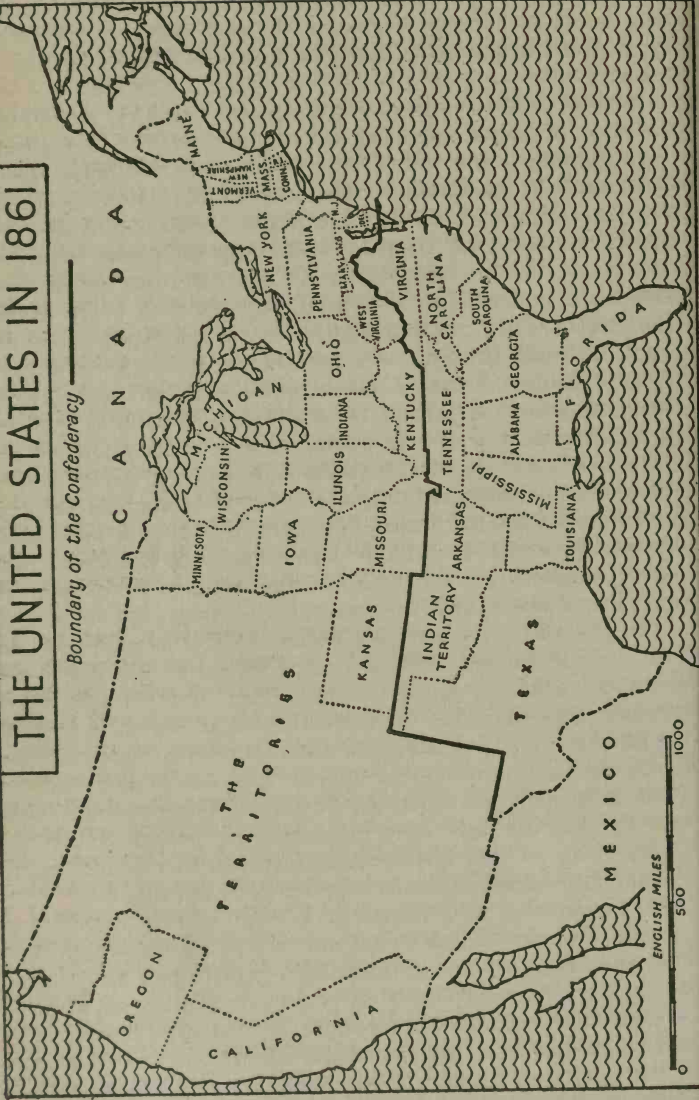 THE UNITED STATES IN 1861
Boundary of the Confederacy
CANADA
OREGON
CALIFORNIA
THE
TERRITORIES
KANSAS
INDIAN
TERRITORY
TEXAS
MEXICO
MINNESOTA
IOWA
MISSOURI
ARKANSAS
LOUISIANA
WISCONSIN
ILLINOIS
MICHIGAN
INDIANA
OHIO
KENTUCKY
TENNESSEE
MISSISSIPPI
ALABAMA
GEORGIA
FLORIDA
SOUTH
CAROLINA
NORTH
CAROLINA
VIRGINIA
WEST
VIRGINIA
MARYLAND
PENNSYLVANIA
N.J.
NEW YORK
VERMONT
NEW
HAMPSHIRE
MAINE
MASS
CONN.
ENGLISH MILES
0 500 1000